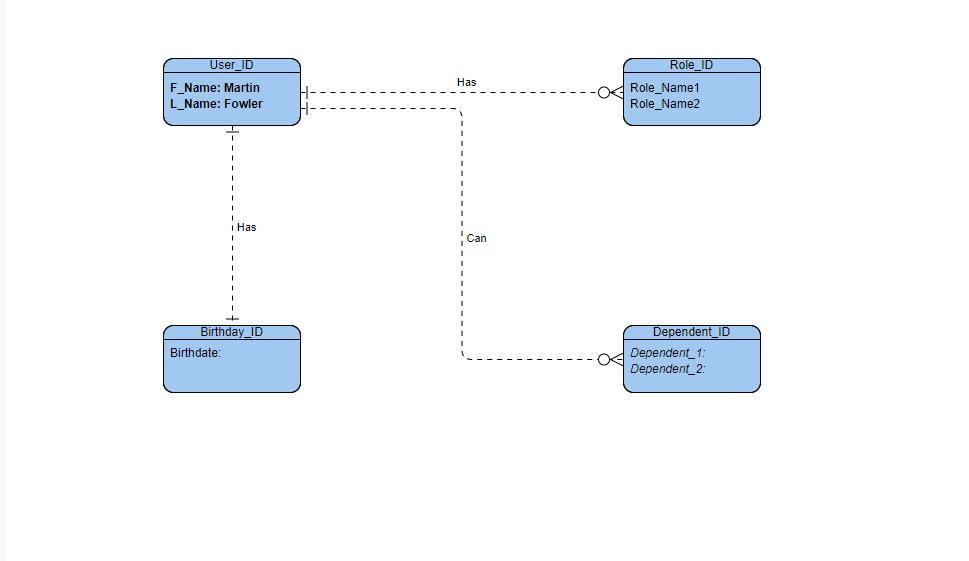 User_ID
F_Name: Martin
L_Name: Fowler
Has
Role_ID
Role_Name1
Role_Name2
Has
Can
Birthday_ID
Birthdate:
Dependent_ID
Dependent_1:
Dependent_2: